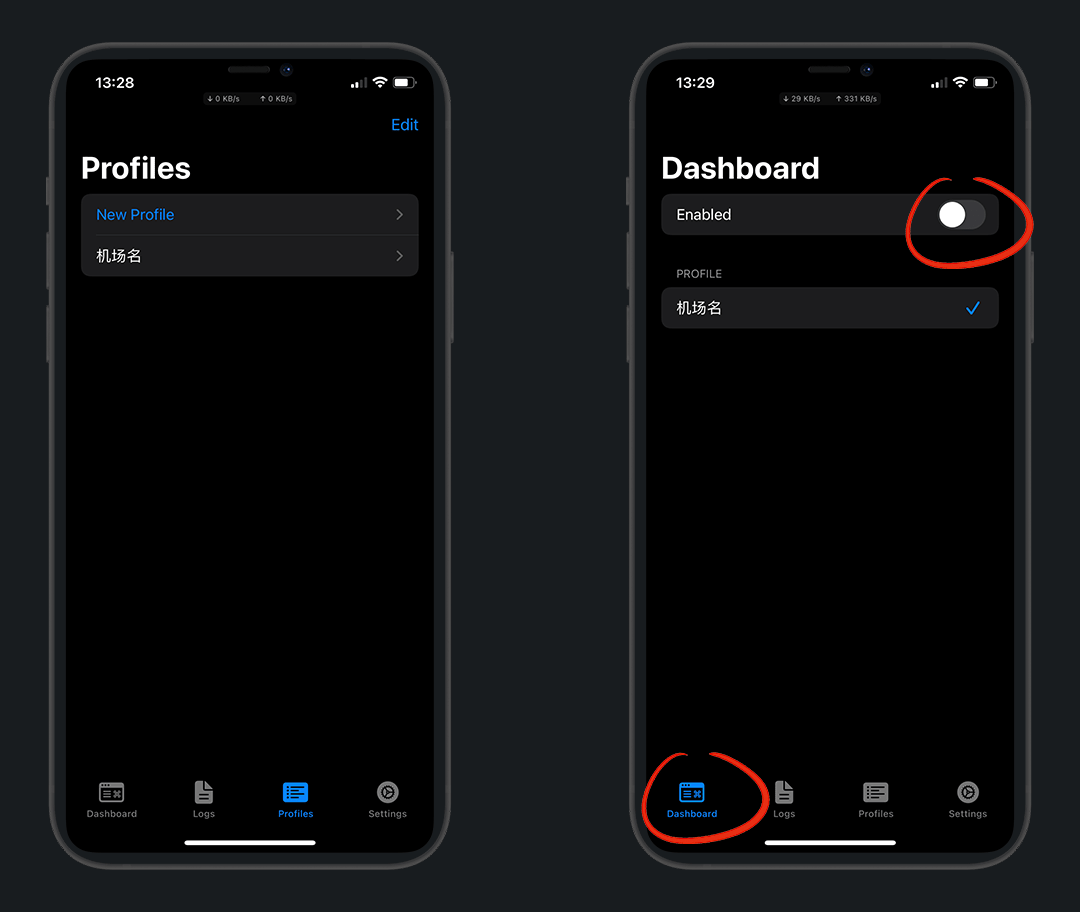 13:28
↓ 0 KB/s ↑ 0 KB/s
Edit
Profiles
New Profile
机场名
Dashboard Logs Profiles Settings
13:29
↓ 29 KB/s ↑ 331 KB/s
Dashboard
Enabled
PROFILE
机场名
Dashboard Logs Profiles Settings